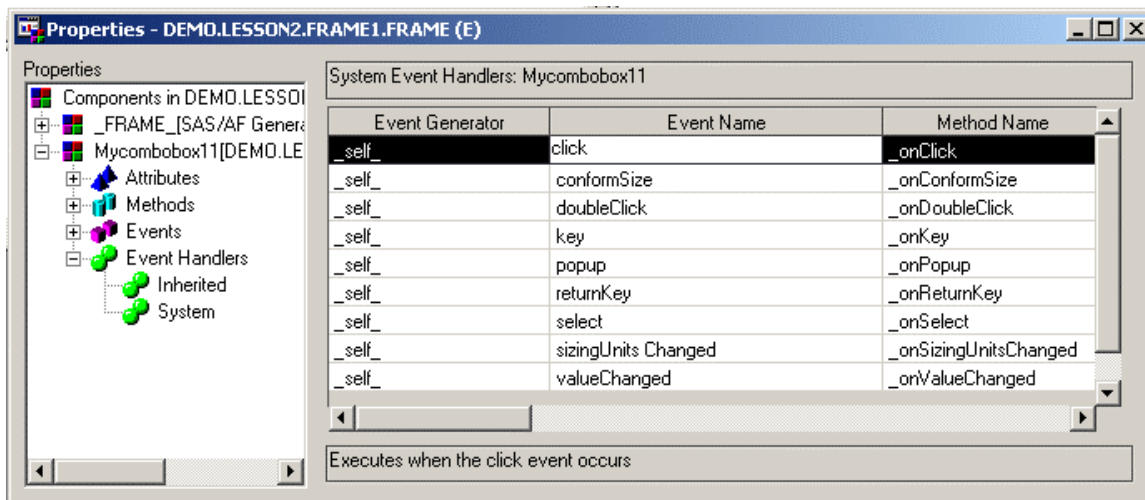 Properties - DEMO.LESSON2.FRAME1.FRAME (E)
Properties
Components in DEMO.LESSOI
_FRAME_[SAS/AF Genera
Mycombobox11[DEMO.LE
Attributes
Methods
Events
Event Handlers
Inherited
System
System Event Handlers: Mycombobox11
Event Generator Event Name Method Name
_self_ click _onClick
_self_ conformSize _onConformSize
_self_ doubleClick _onDoubleClick
_self_ key _onKey
_self_ popup _onPopup
_self_ returnKey _onReturnKey
_self_ select _onSelect
_self_ sizingUnits Changed _onSizingUnitsChanged
_self_ valueChanged _onValueChanged
Executes when the click event occurs